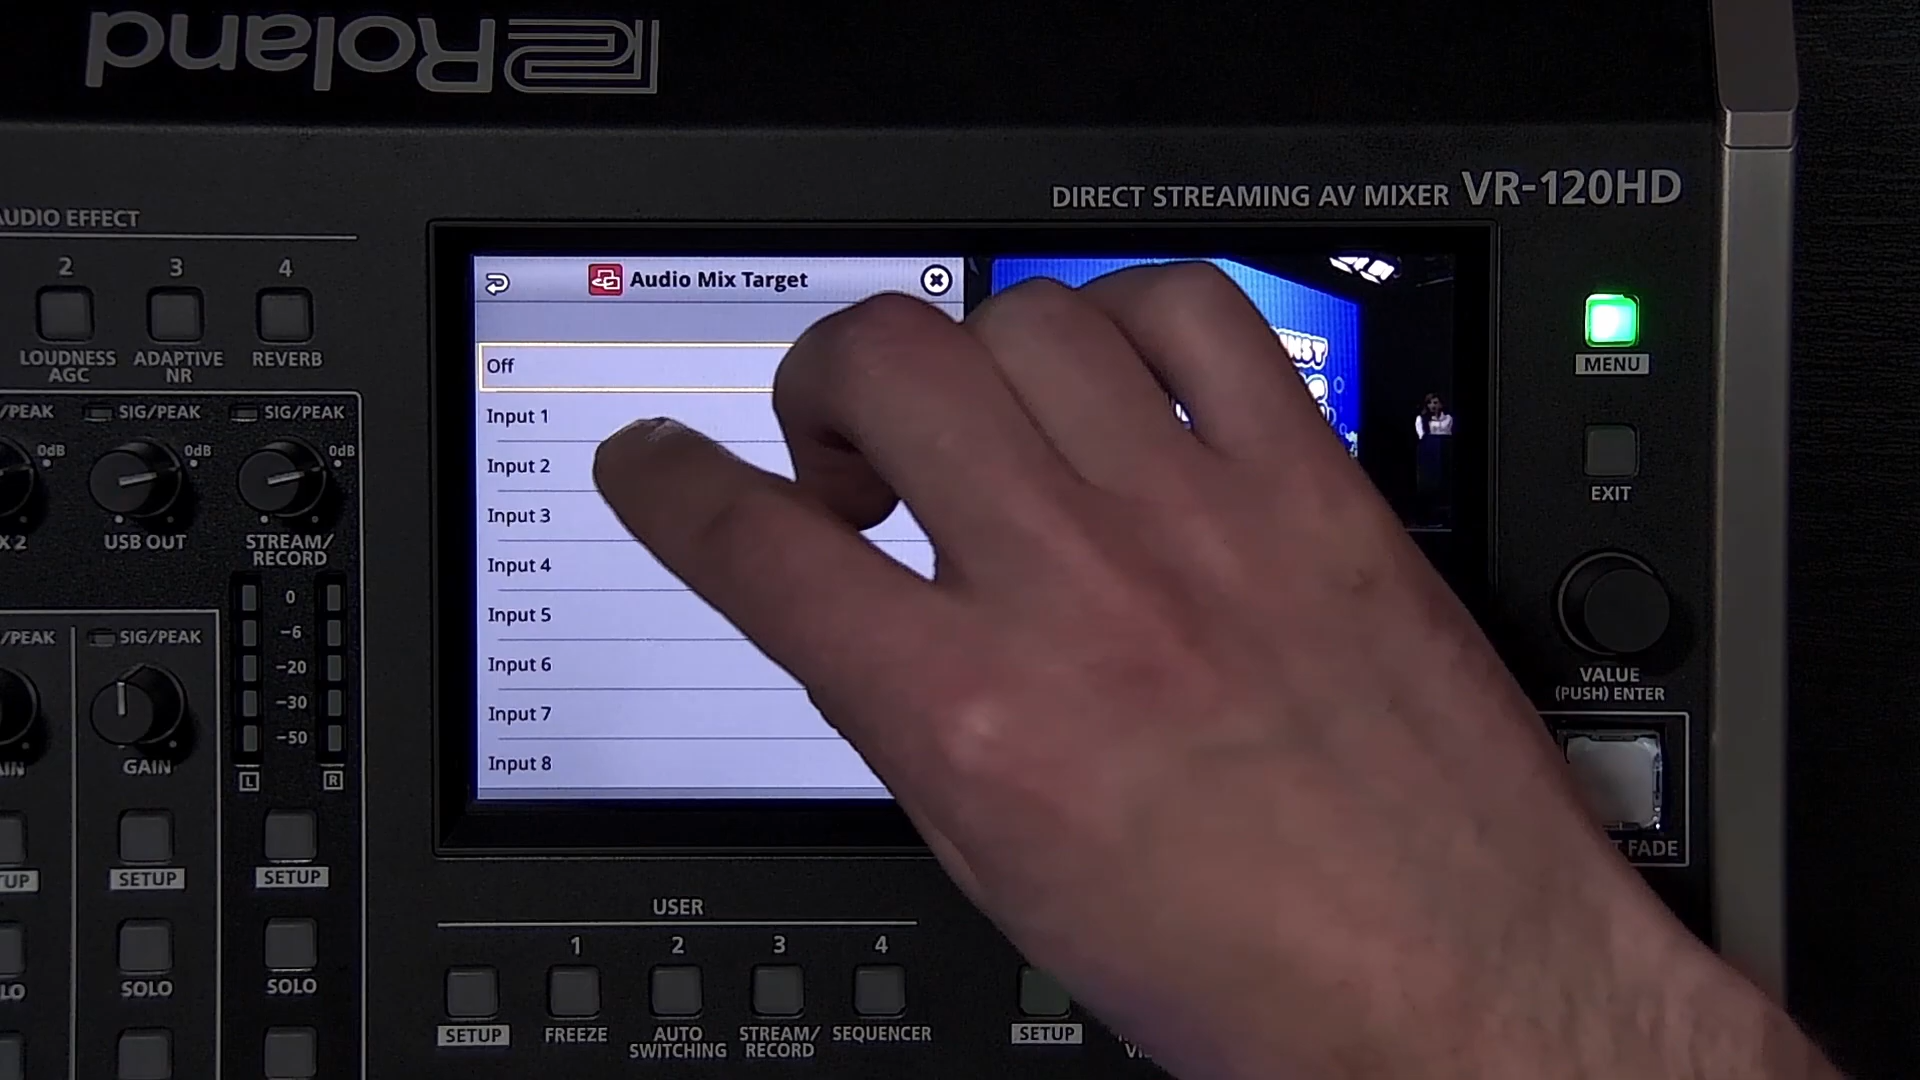 Roland
DIRECT STREAMING AV MIXER VR-120HD
AUDIO EFFECT
2 3 4
LOUDNESS AGC
ADAPTIVE NR
REVERB
Audio Mix Target
Off
Input 1
Input 2
Input 3
Input 4
Input 5
Input 6
Input 7
Input 8
MENU
EXIT
VALUE
(PUSH) ENTER
FADE
/PEAK SIG/PEAK SIG/PEAK
0dB 0dB 0dB
X 2 USB OUT STREAM/
RECORD
0
-6
-20
-30
-50
L R
/PEAK SIG/PEAK
GAIN
SETUP SETUP
SOLO SOLO
USER
1 2 3 4
SETUP FREEZE AUTO SWITCHING STREAM/
RECORD SEQUENCER
SETUP